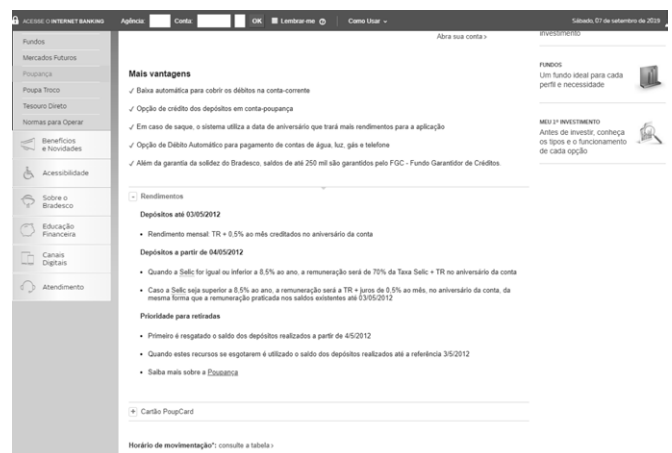 ACESSE O INTERNET BANKING Agência: Conta: OK Lembrar-me Como Usar Sábado, 07 de setembro de 2019
Fundos
Mercados Futuros
Poupança
Poupa Troco
Tesouro Direto
Normas para Operar
Benefícios
e Novidades
Acessibilidade
Sobre o
Bradesco
Educação
Financeira
Canais
Digitais
Atendimento
Abra sua conta ›
Mais vantagens
✓ Baixa automática para cobrir os débitos na conta-corrente
✓ Opção de crédito dos depósitos em conta-poupança
✓ Em caso de saque, o sistema utiliza a data de aniversário que trará mais rendimentos para a aplicação
✓ Opção de Débito Automático para pagamento de contas de água, luz, gás e telefone
✓ Além da garantia da solidez do Bradesco, saldos de até 250 mil são garantidos pelo FGC - Fundo Garantidor de Créditos
- Rendimentos
Depósitos até 03/05/2012
• Rendimento mensal: TR + 0,5% ao mês creditados no aniversário da conta
Depósitos a partir de 04/05/2012
• Quando a Selic for igual ou inferior a 8,5% ao ano, a remuneração será de 70% da Taxa Selic + TR no aniversário da conta
• Caso a Selic seja superior a 8,5% ao ano, a remuneração será a TR + juros de 0,5% ao mês, no aniversário da conta, da
mesma forma que a remuneração praticada nos saldos existentes até 03/05/2012
Prioridade para retiradas
• Primeiro é resgatado o saldo dos depósitos realizados a partir de 4/5/2012
• Quando estes recursos se esgotarem é utilizado o saldo dos depósitos realizados até a referência 3/5/2012
• Saiba mais sobre a Poupança
+ Cartão PoupCard
Horário de movimentação*: consulte a tabela ›
investimento
FUNDOS
Um fundo ideal para cada
perfil e necessidade
MEU 1º INVESTIMENTO
Antes de investir, conheça
os tipos e o funcionamento
de cada opção